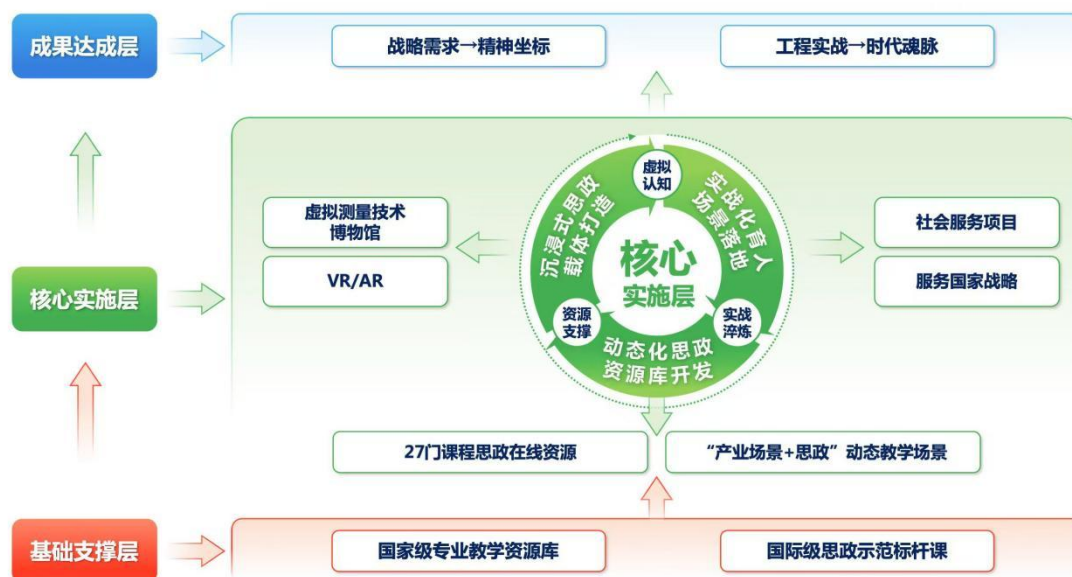 成果达成层
战略需求→精神坐标
工程实战→时代魂脉
核心实施层
虚拟测量技术
博物馆
VR/AR
沉浸式思政
载体打造
虚拟
认知
实战化育人
场景落地
核心
实施层
资源
支撑
实战
淬炼
动态化思政
资源库开发
社会服务项目
服务国家战略
27门课程思政在线资源
“产业场景+思政”动态教学场景
基础支撑层
国家级专业教学资源库
国际级思政示范标杆课